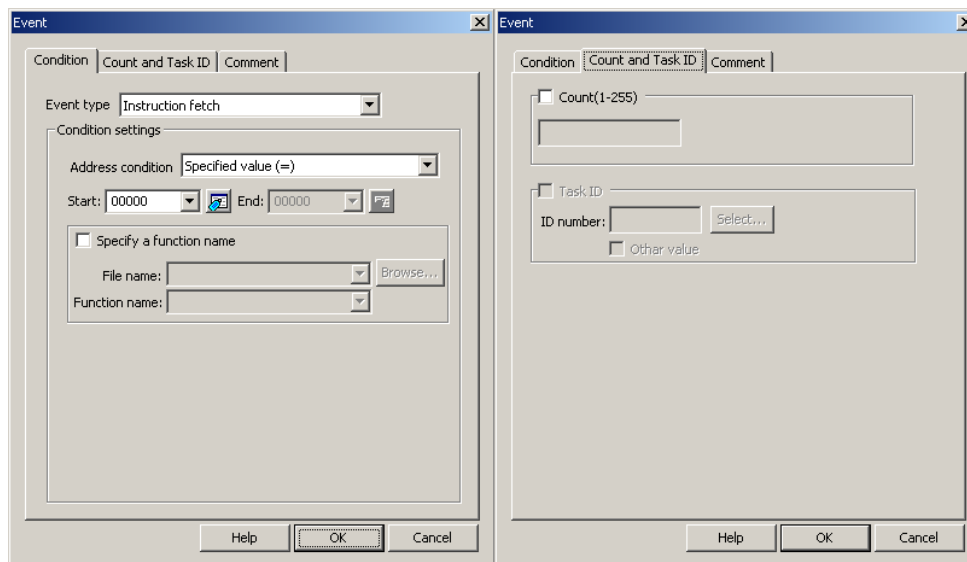 Event
Condition Count and Task ID Comment
Event type Instruction fetch
Condition settings
Address condition Specified value (=)
Start: 00000 End: 00000
Specify a function name
File name: Browse...
Function name:
Help OK Cancel
Event
Condition Count and Task ID Comment
Count(1-255)
Task ID
ID number: Select...
Othar value
Help OK Cancel